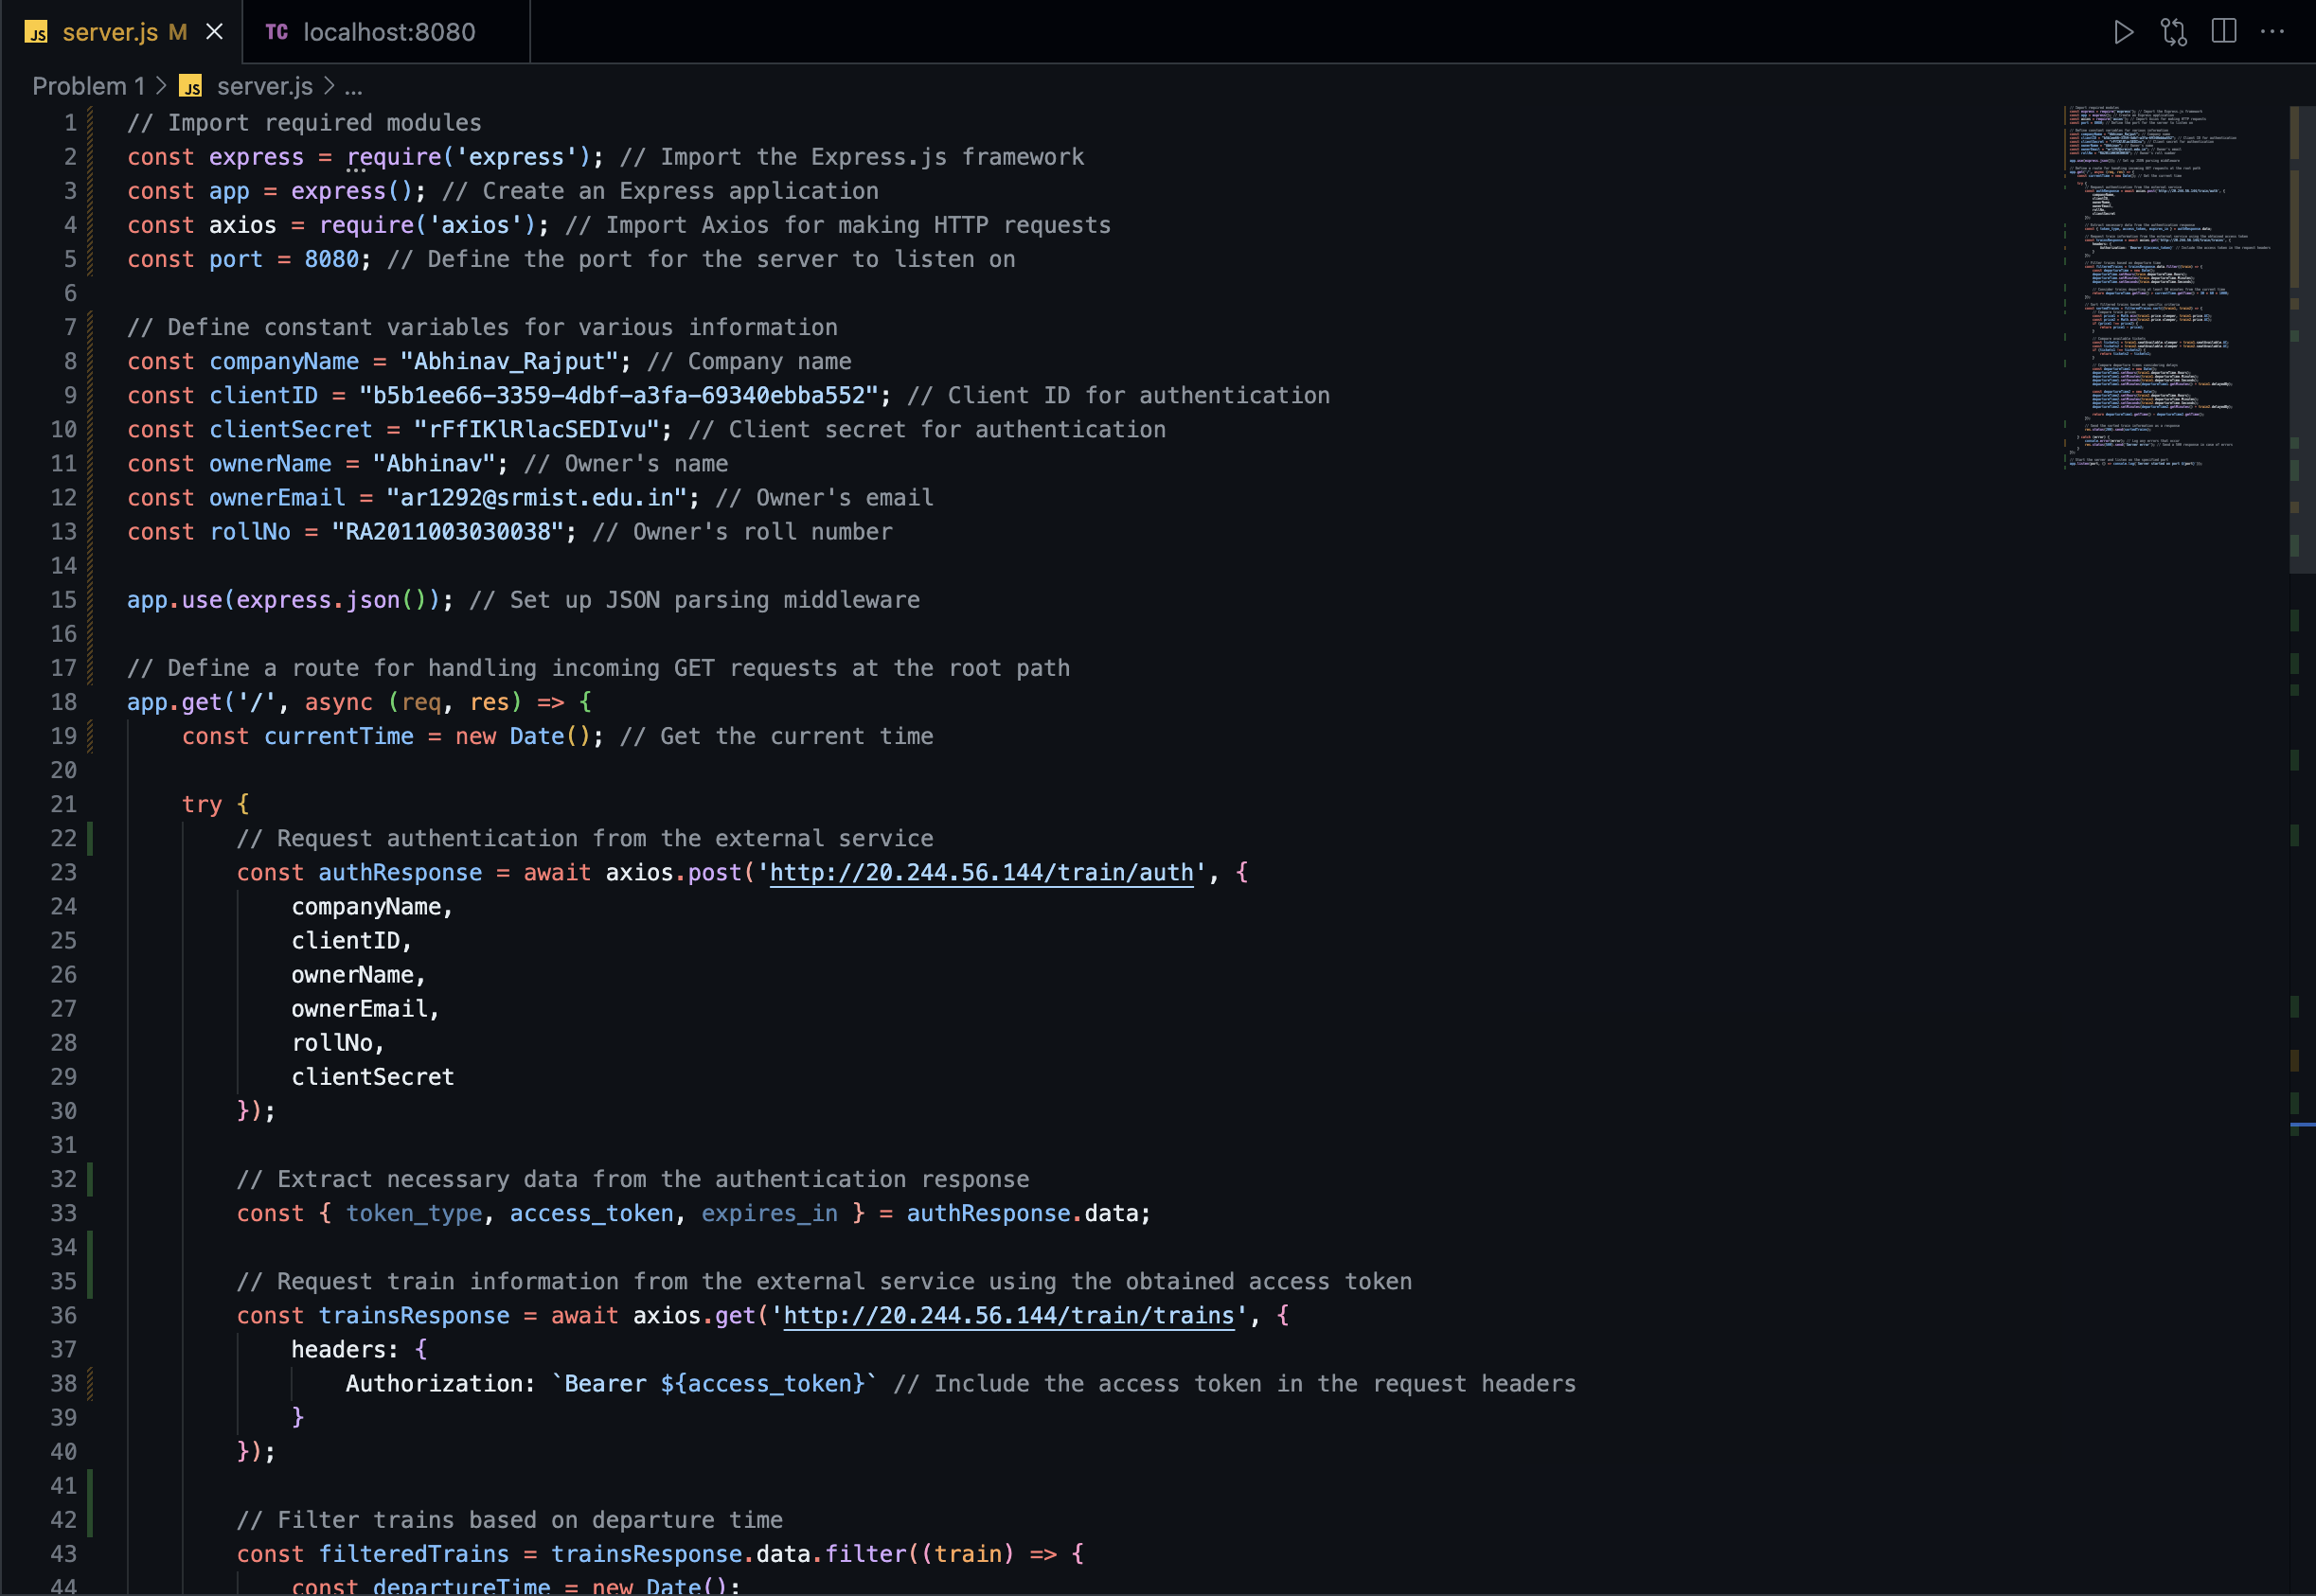 JS server.js M
TC localhost:8080
Problem 1 > JS server.js > ...
1 // Import required modules
2 const express = require('express'); // Import the Express.js framework
3 const app = express(); // Create an Express application
4 const axios = require('axios'); // Import Axios for making HTTP requests
5 const port = 8080; // Define the port for the server to listen on
6
7 // Define constant variables for various information
8 const companyName = "Abhinav_Rajput"; // Company name
9 const clientID = "b5b1ee66-3359-4dbf-a3fa-69340ebba552"; // Client ID for authentication
10 const clientSecret = "rFfIKlRlacSEDIvu"; // Client secret for authentication
11 const ownerName = "Abhinav"; // Owner's name
12 const ownerEmail = "ar1292@srmist.edu.in"; // Owner's email
13 const rollNo = "RA2011003030038"; // Owner's roll number
14
15 app.use(express.json()); // Set up JSON parsing middleware
16
17 // Define a route for handling incoming GET requests at the root path
18 app.get('/', async (req, res) => {
19     const currentTime = new Date(); // Get the current time
20
21     try {
22         // Request authentication from the external service
23         const authResponse = await axios.post('http://20.244.56.144/train/auth', {
24             companyName,
25             clientID,
26             ownerName,
27             ownerEmail,
28             rollNo,
29             clientSecret
30         });
31
32         // Extract necessary data from the authentication response
33         const { token_type, access_token, expires_in } = authResponse.data;
34
35         // Request train information from the external service using the obtained access token
36         const trainsResponse = await axios.get('http://20.244.56.144/train/trains', {
37             headers: {
38                 Authorization: `Bearer ${access_token}` // Include the access token in the request headers
39             }
40         });
41
42         // Filter trains based on departure time
43         const filteredTrains = trainsResponse.data.filter((train) => {
44             const departureTime = new Date();